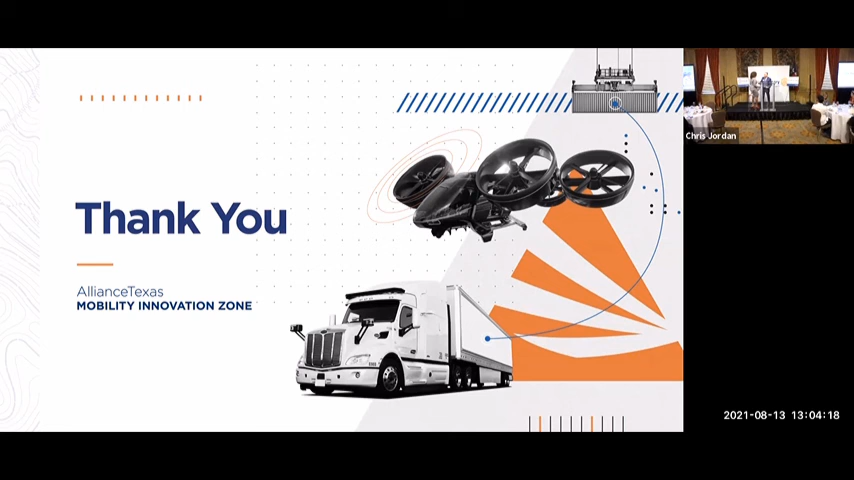 Thank You
AllianceTexas
MOBILITY INNOVATION ZONE
Chris Jordan
2021-08-13 13:04:18